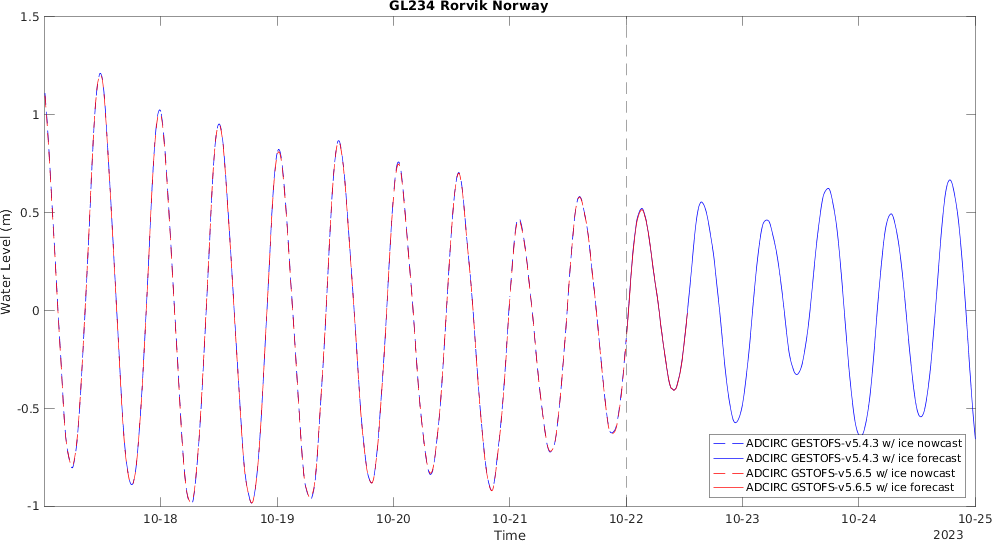 GL234 Rorvik Norway
1.5
1
0.5
0
-0.5
-1
Water Level (m)
10-18
10-19
10-20
10-21
10-22
10-23
10-24
10-25
Time
2023
ADCIRC GESTOFS-v5.4.3 w/ ice nowcast
ADCIRC GESTOFS-v5.4.3 w/ ice forecast
ADCIRC GSTOFS-v5.6.5 w/ ice nowcast
ADCIRC GSTOFS-v5.6.5 w/ ice forecast